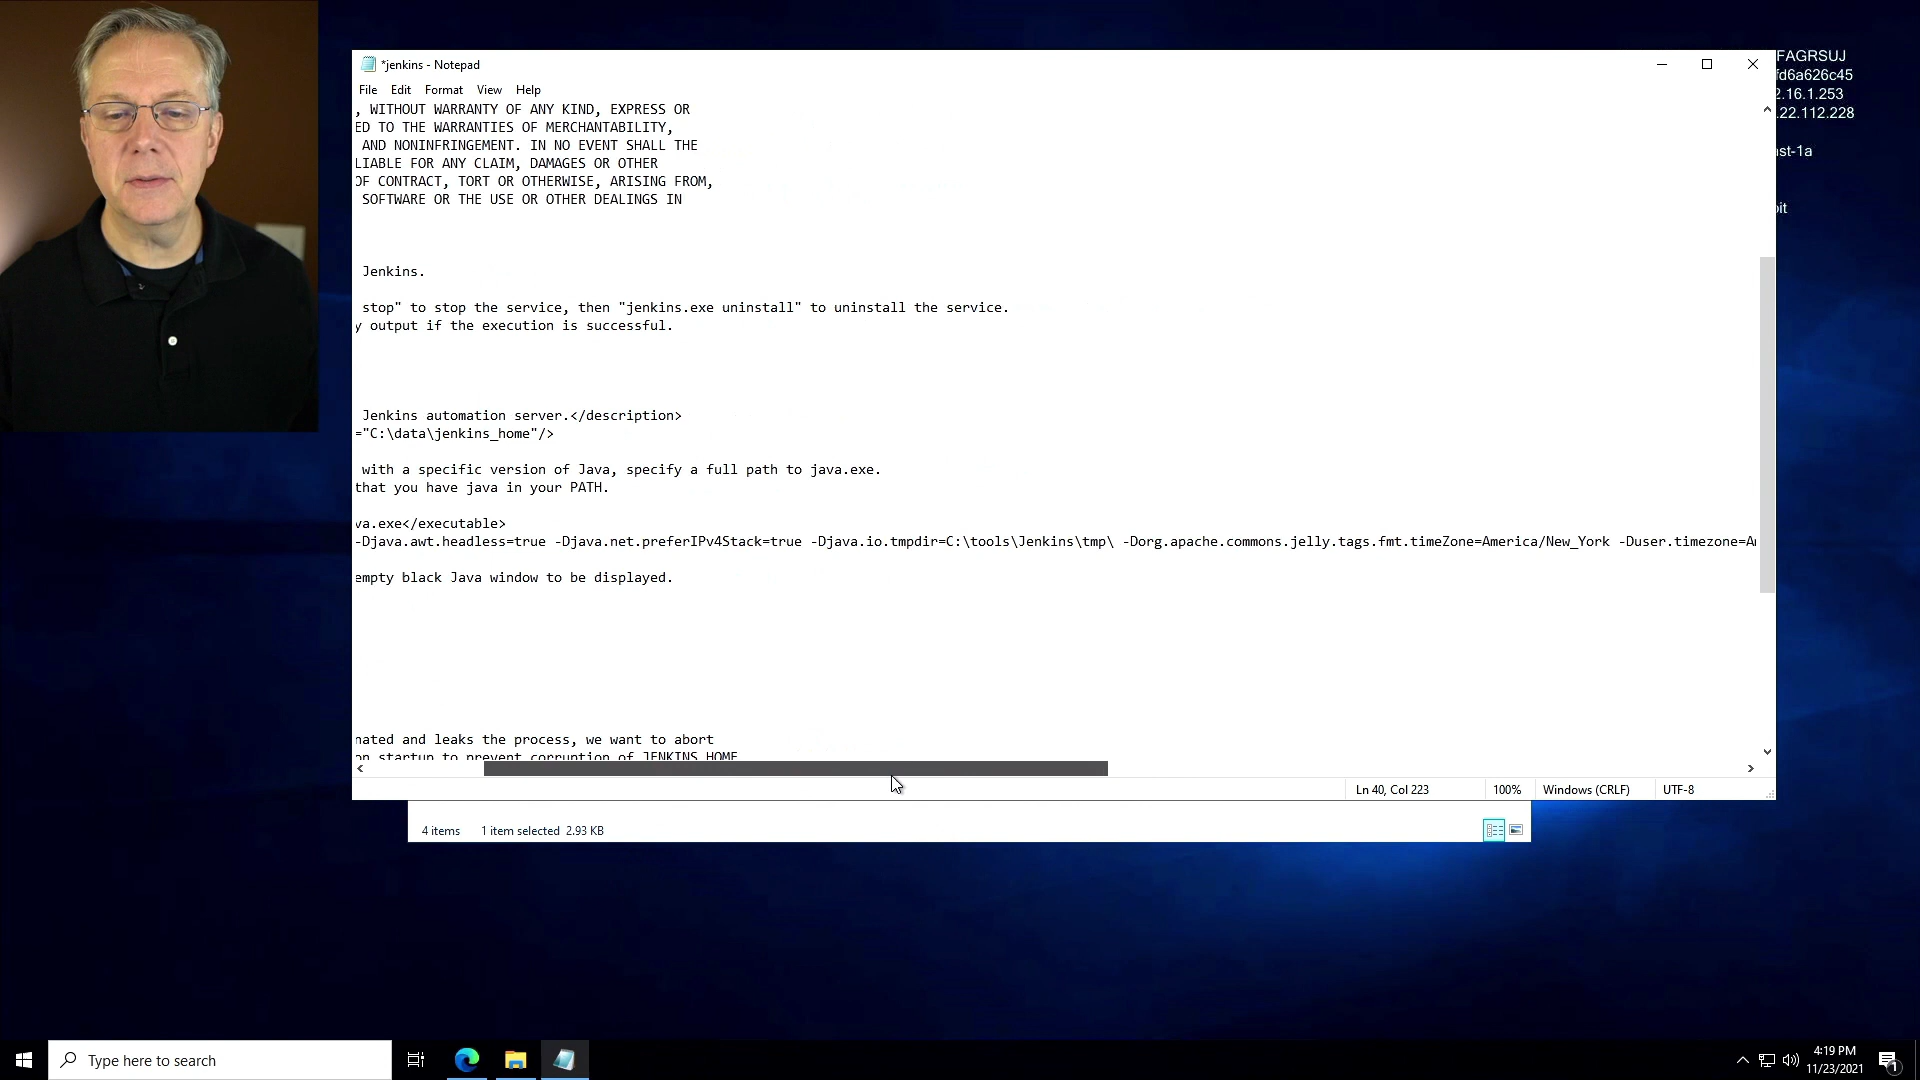 *jenkins - Notepad
File Edit Format View Help
, WITHOUT WARRANTY OF ANY KIND, EXPRESS OR
ED TO THE WARRANTIES OF MERCHANTABILITY,
AND NONINFRINGEMENT. IN NO EVENT SHALL THE
LIABLE FOR ANY CLAIM, DAMAGES OR OTHER
OF CONTRACT, TORT OR OTHERWISE, ARISING FROM,
SOFTWARE OR THE USE OR OTHER DEALINGS IN
Jenkins.
stop" to stop the service, then "jenkins.exe uninstall" to uninstall the service.
y output if the execution is successful.
Jenkins automation server.</description>
="C:\data\jenkins_home"/>
with a specific version of Java, specify a full path to java.exe.
that you have java in your PATH.
va.exe</executable>
-Djava.awt.headless=true -Djava.net.preferIPv4Stack=true -Djava.io.tmpdir=C:\tools\Jenkins\tmp\ -Dorg.apache.commons.jelly.tags.fmt.timeZone=America/New_York -Duser.timezone=A
empty black Java window to be displayed.
nated and leaks the process, we want to abort
on startup to prevent corruption of JENKINS_HOME
Ln 40, Col 223 100% Windows (CRLF) UTF-8
FAGRSUJ
fd6a626c45
2.16.1.253
.22.112.228
st-1a
bit
4 items 1 item selected 2.93 KB
Type here to search
4:19 PM
11/23/2021
1